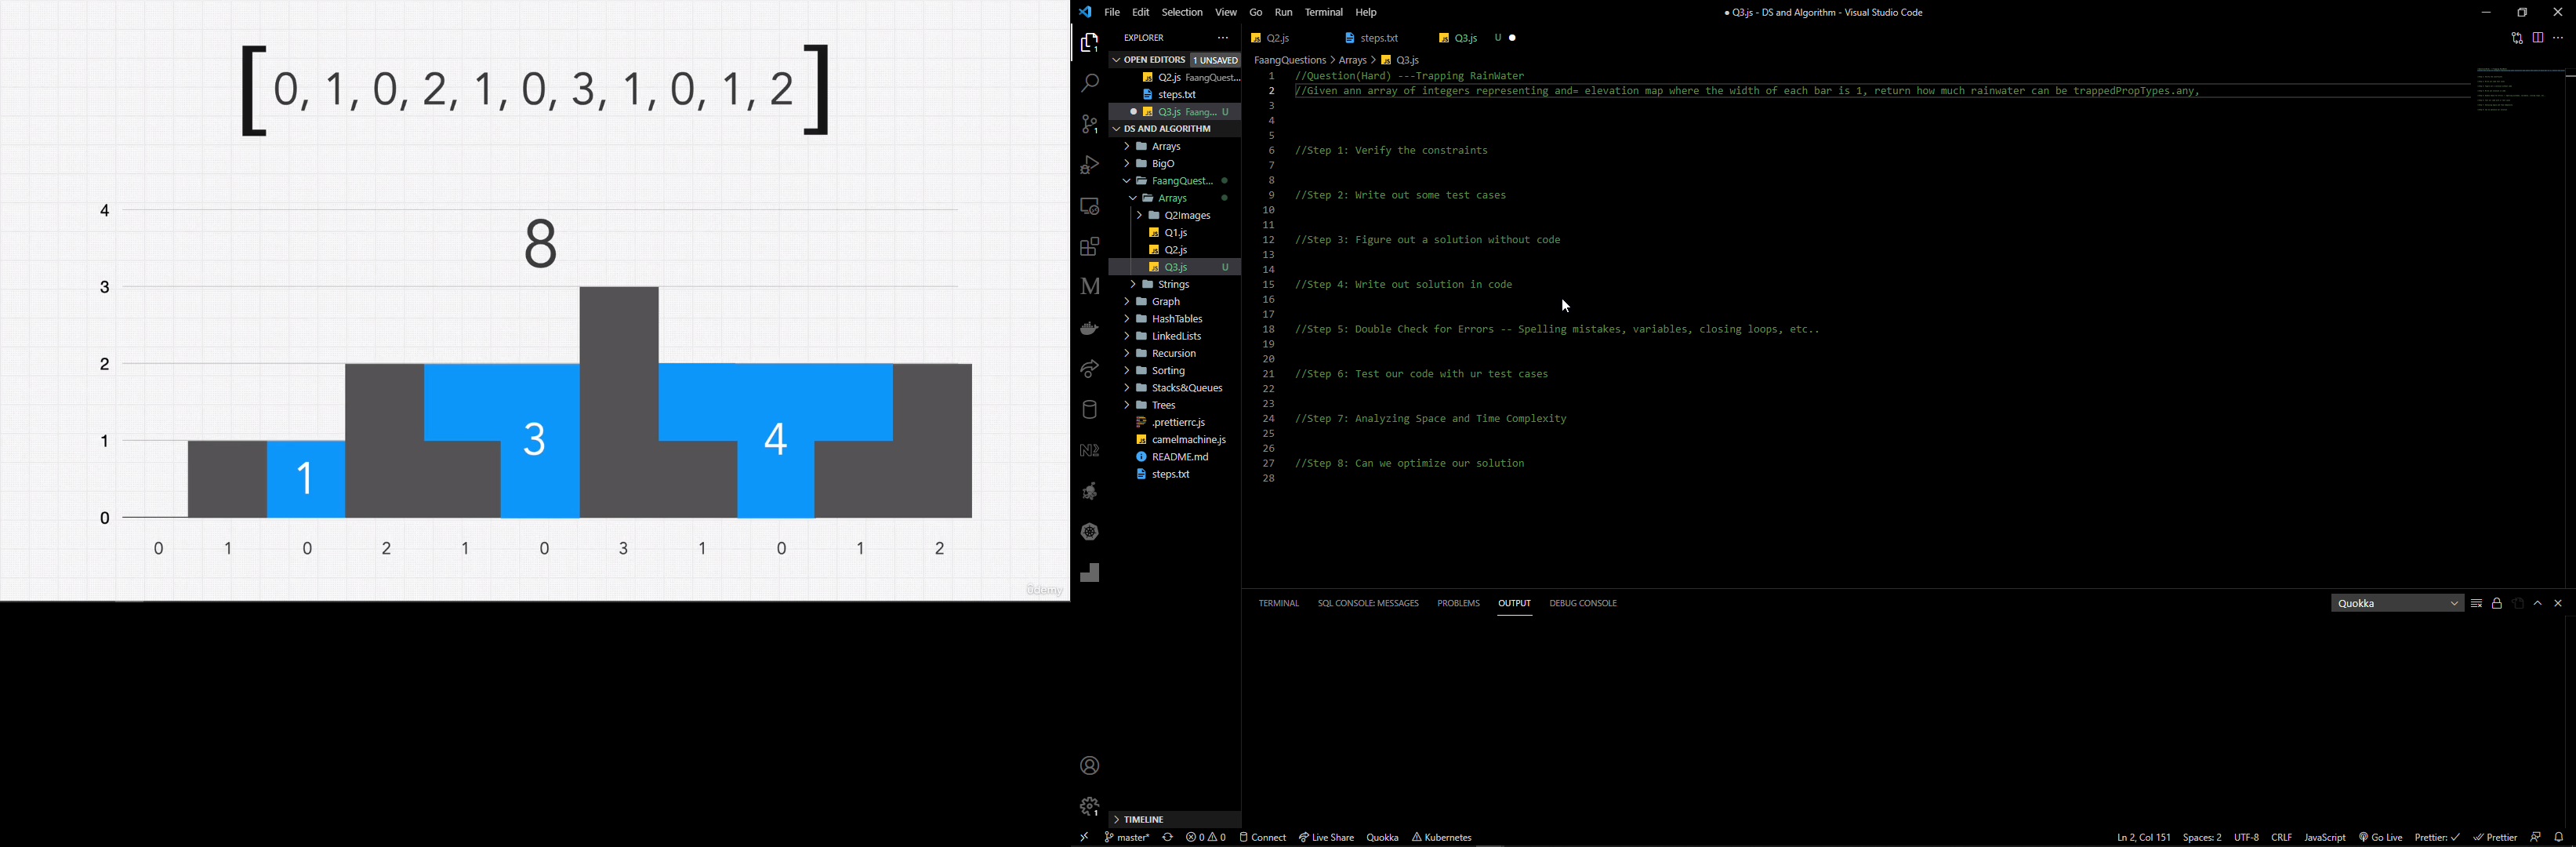 [0, 1, 0, 2, 1, 0, 3, 1, 0, 1, 2]
4
8
3
2
1
0
1
3
4
0 1 0 2 1 0 3 1 0 1 2
ûdemy
File Edit Selection View Go Run Terminal Help
● Q3.js - DS and Algorithm - Visual Studio Code
EXPLORER
OPEN EDITORS 1 UNSAVED
Q2.js FaangQuest...
steps.txt
Q3.js Faang... U
DS AND ALGORITHM
Arrays
BigO
FaangQuest...
Arrays
Q2Images
Q1.js
Q2.js
Q3.js U
Strings
Graph
HashTables
LinkedLists
Recursion
Sorting
Stacks&Queues
Trees
.prettierrc.js
camelmachine.js
README.md
steps.txt
TIMELINE
Q2.js steps.txt Q3.js U
FaangQuestions > Arrays > Q3.js
1 //Question(Hard) ---Trapping RainWater
2 //Given ann array of integers representing and= elevation map where the width of each bar is 1, return how much rainwater can be trappedPropTypes.any,
3
4
5
6 //Step 1: Verify the constraints
7
8
9 //Step 2: Write out some test cases
10
11
12 //Step 3: Figure out a solution without code
13
14
15 //Step 4: Write out solution in code
16
17
18 //Step 5: Double Check for Errors -- Spelling mistakes, variables, closing loops, etc..
19
20
21 //Step 6: Test our code with ur test cases
22
23
24 //Step 7: Analyzing Space and Time Complexity
25
26
27 //Step 8: Can we optimize our solution
28
TERMINAL SQL CONSOLE: MESSAGES PROBLEMS OUTPUT DEBUG CONSOLE Quokka
master* 0 0 Connect Live Share Quokka Kubernetes Ln 2, Col 151 Spaces: 2 UTF-8 CRLF JavaScript Go Live Prettier: ✓ Prettier